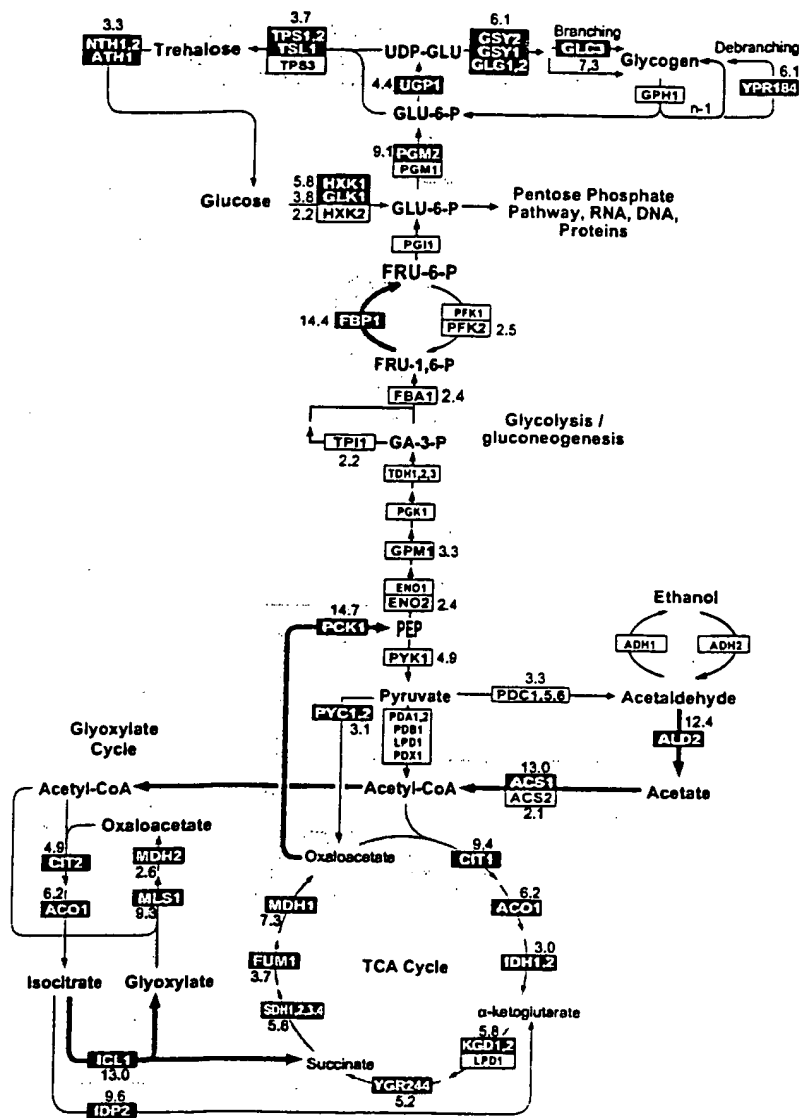 3.3
NTH1,2
ATH1
Trehalose
3.7
TPS1,2
TSL1
TPS3
UDP-GLU
6.1
GSY2
GSY1
GLG1,2
Branching
GLC3
7.3
Glycogen
Debranching
6.1
YPR184
GPH1
n-1
4.4 UGP1
GLU-6-P
9.1 PGM2
PGM1
Glucose
5.8 HXK1
3.8 GLK1
2.2 HXK2
GLU-6-P
Pentose Phosphate
Pathway, RNA, DNA,
Proteins
PGI1
FRU-6-P
14.4 FBP1
PFK1
PFK2 2.5
FRU-1,6-P
FBA1 2.4
Glycolysis /
gluconeogenesis
TPI1
2.2
GA-3-P
TDH1,2,3
PGK1
GPM1 3.3
ENO1
ENO2 2.4
14.7
PCK1
PEP
PYK1 4.9
Ethanol
ADH1
ADH2
Pyruvate
3.3
PDC1,5,6
Acetaldehyde
PYC1,2
3.1
PDA1,2
PDB1
LPD1
PDX1
12.4
ALD2
Glyoxylate
Cycle
Acetyl-CoA
Acetyl-CoA
13.0
ACS1
ACS2
2.1
Acetate
Oxaloacetate
4.9
CIT2
MDH2
2.6
Oxaloacetate
9.4
CIT1
6.2
ACO1
MLS1
9.3
MDH1
7.3
6.2
ACO1
FUM1
3.7
TCA Cycle
3.0
IDH1,2
Isocitrate
Glyoxylate
SDH1,2,3,4
5.8
α-ketoglutarate
5.8
KGD1,2
LPD1
ICL1
13.0
Succinate
YGR244
5.2
9.6
IDP2